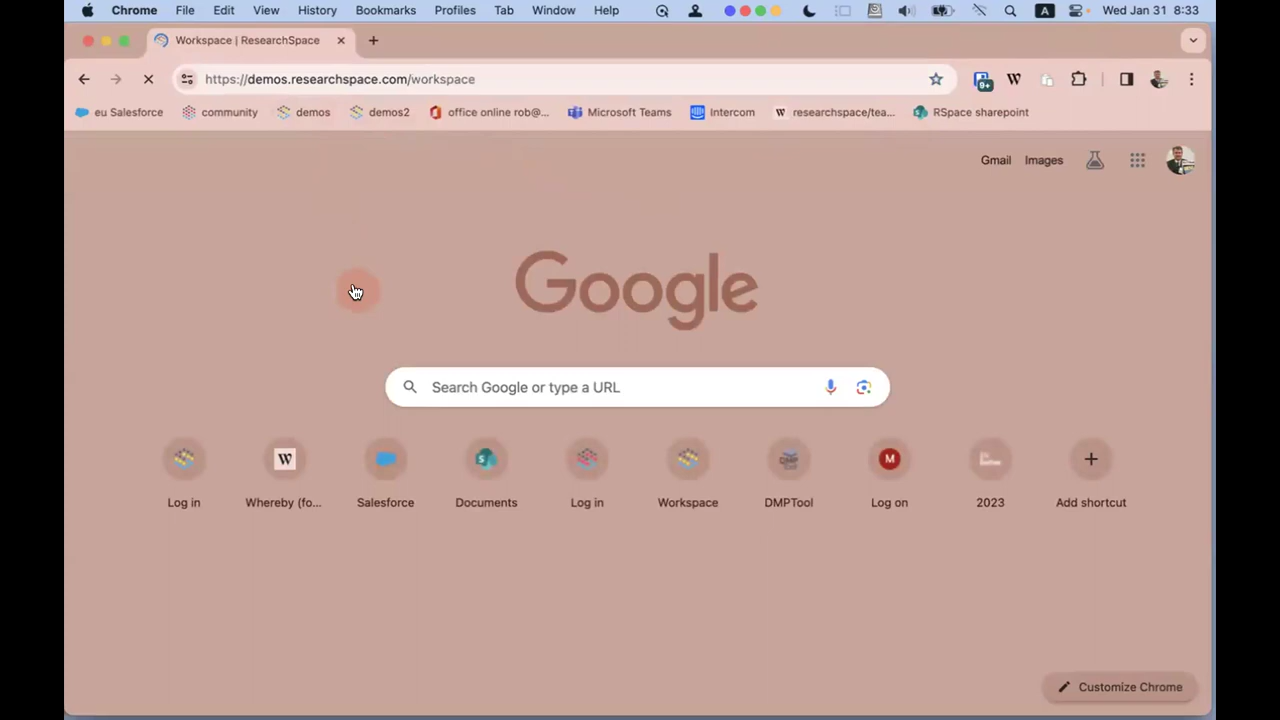 Chrome File Edit View History Bookmarks Profiles Tab Window Help A Wed Jan 31 8:33
Workspace | ResearchSpace
https://demos.researchspace.com/workspace 9+ W
eu Salesforce community demos demos2 office online rob@... Microsoft Teams Intercom W researchspace/tea... RSpace sharepoint
Gmail Images
Google
Search Google or type a URL
W M
Log in Whereby (fo... Salesforce Documents Log in Workspace DMPTool Log on 2023 Add shortcut
Customize Chrome